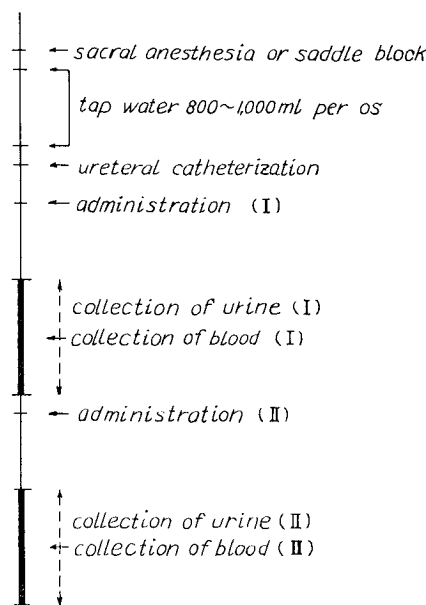 sacral anesthesia or saddle block
tap water 800~1,000ml per os
ureteral catheterization
administration (I)
collection of urine (I)
collection of blood (I)
administration (II)
collection of urine (II)
collection of blood (II)